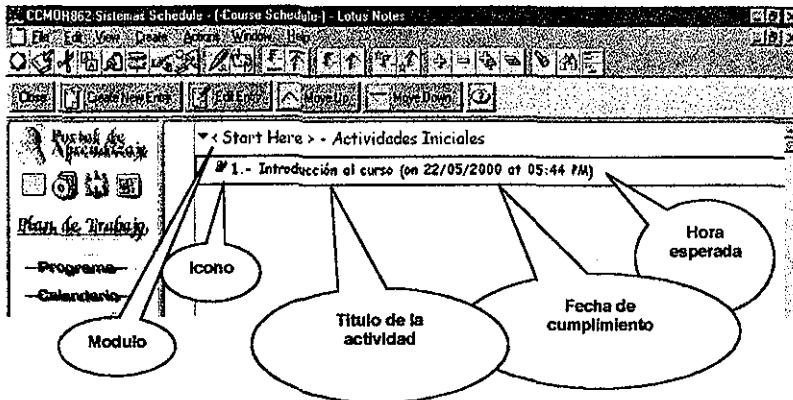 CCMOR862:Sistemas Schedule - (-Course Schedule-) - Lotus Notes
File Edit View Create Actions Window Help
Close Create New Entry Edit Entry Move Up Move Down
Portal de Aprendizaje
< Start Here > - Actividades Iniciales
1.- Introducción al curso (on 22/05/2000 at 05:44 PM)
Plan de Trabajo
Programa
Calendario
Hora esperada
Icono
Titulo de la actividad
Fecha de cumplimiento
Modulo